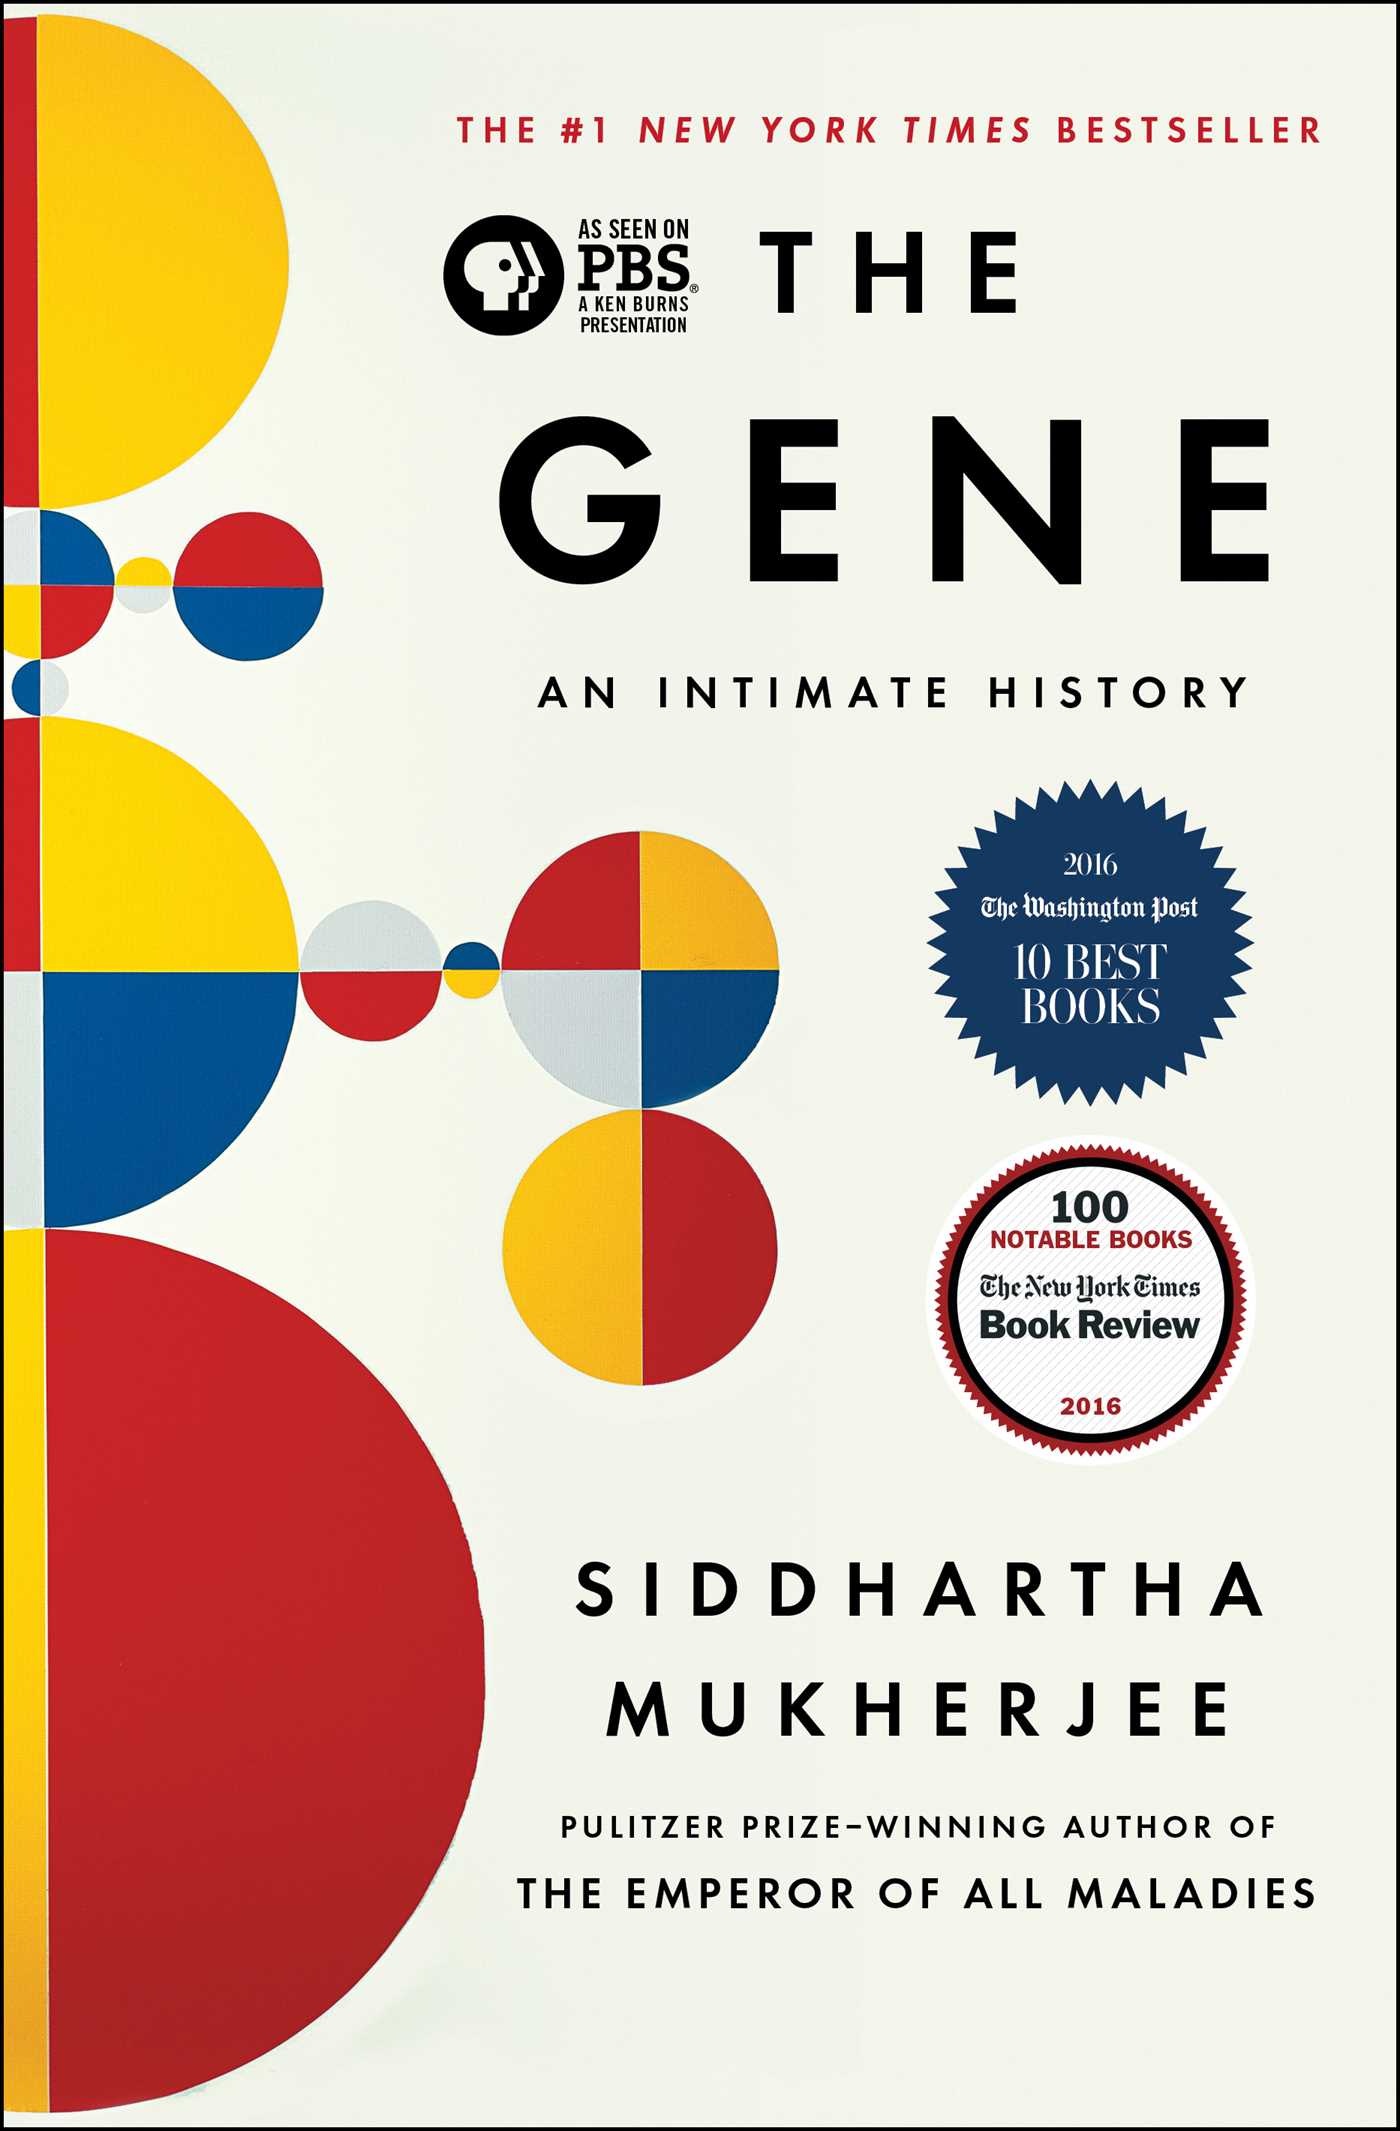 THE #1 NEW YORK TIMES BESTSELLER
AS SEEN ON
PBS®
A KEN BURNS
PRESENTATION
THE
GENE
AN INTIMATE HISTORY
2016
The Washington Post
10 BEST
BOOKS
100
NOTABLE BOOKS
The New York Times
Book Review
2016
SIDDHARTHA
MUKHERJEE
PULITZER PRIZE–WINNING AUTHOR OF
THE EMPEROR OF ALL MALADIES